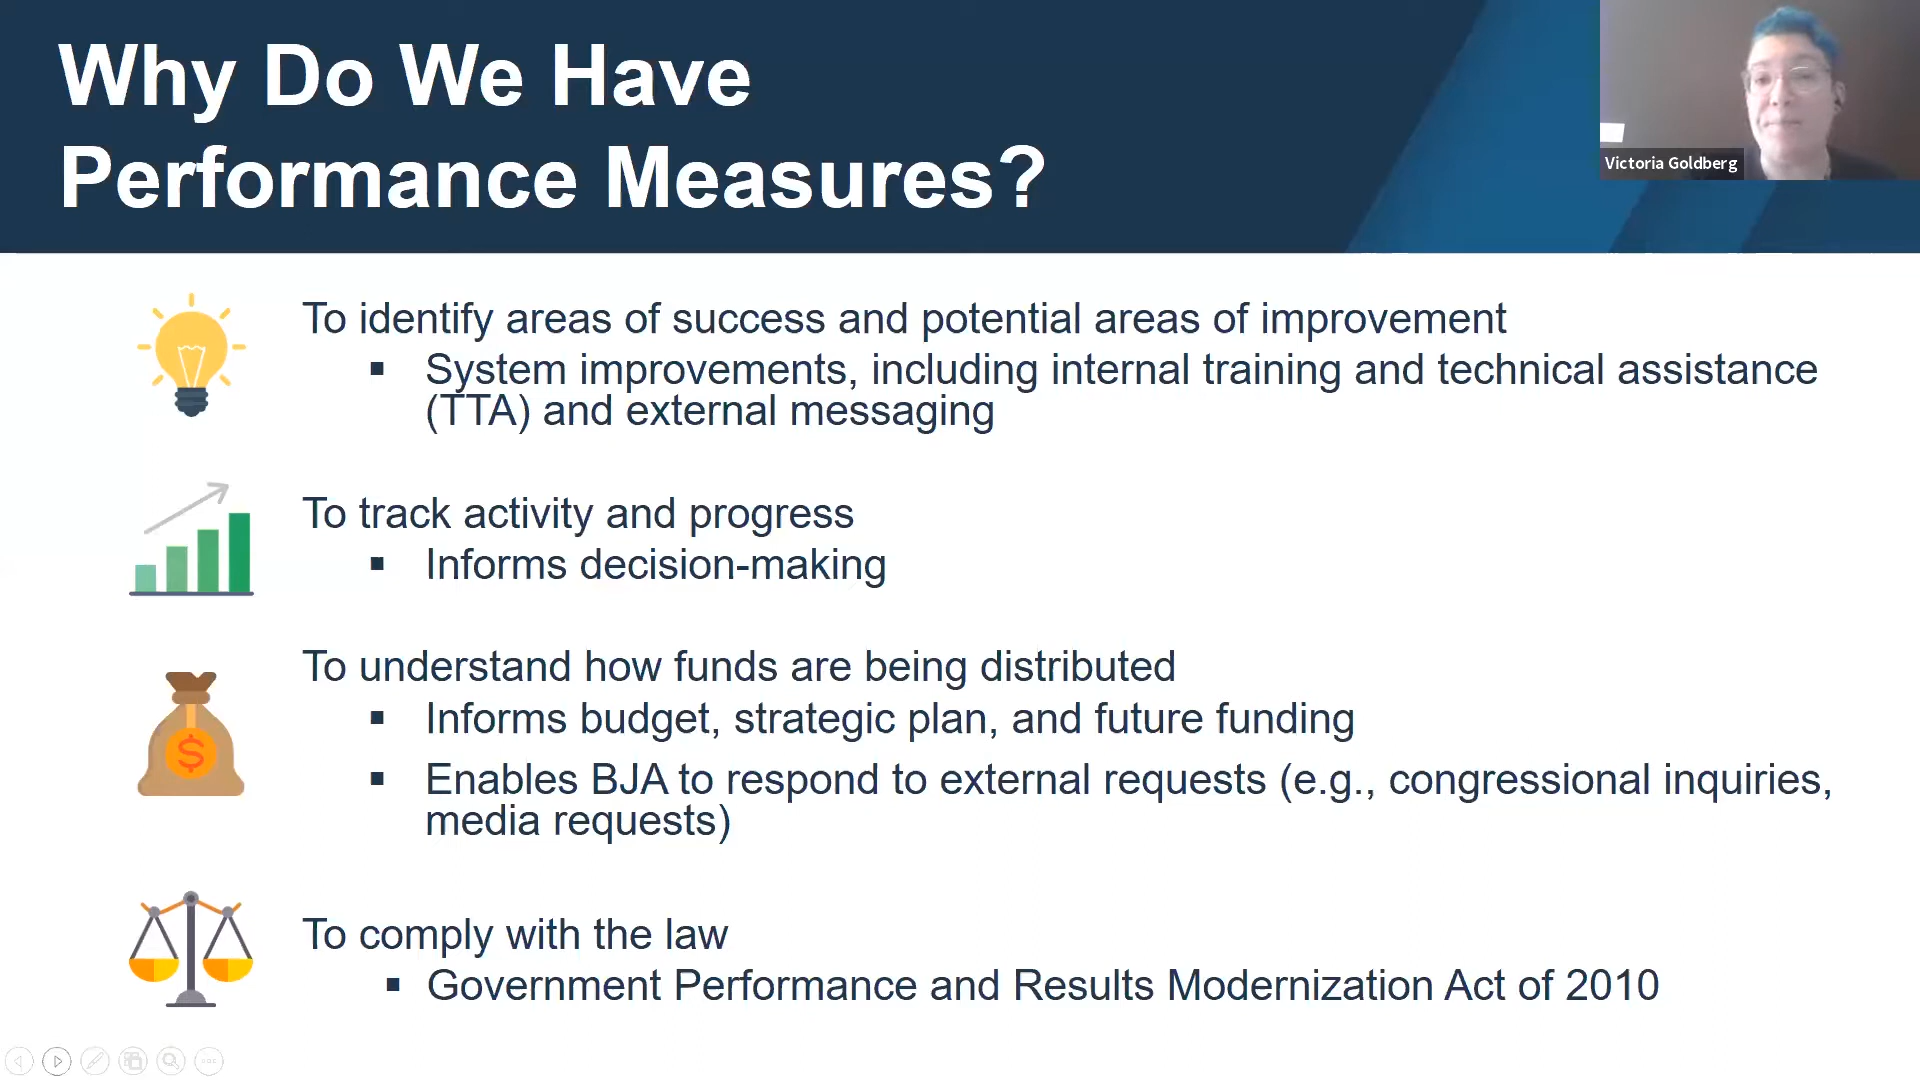 Why Do We Have
Performance Measures?
Victoria Goldberg
To identify areas of success and potential areas of improvement
▪ System improvements, including internal training and technical assistance
(TTA) and external messaging
To track activity and progress
▪ Informs decision-making
To understand how funds are being distributed
▪ Informs budget, strategic plan, and future funding
$
▪ Enables BJA to respond to external requests (e.g., congressional inquiries,
media requests)
To comply with the law
▪ Government Performance and Results Modernization Act of 2010